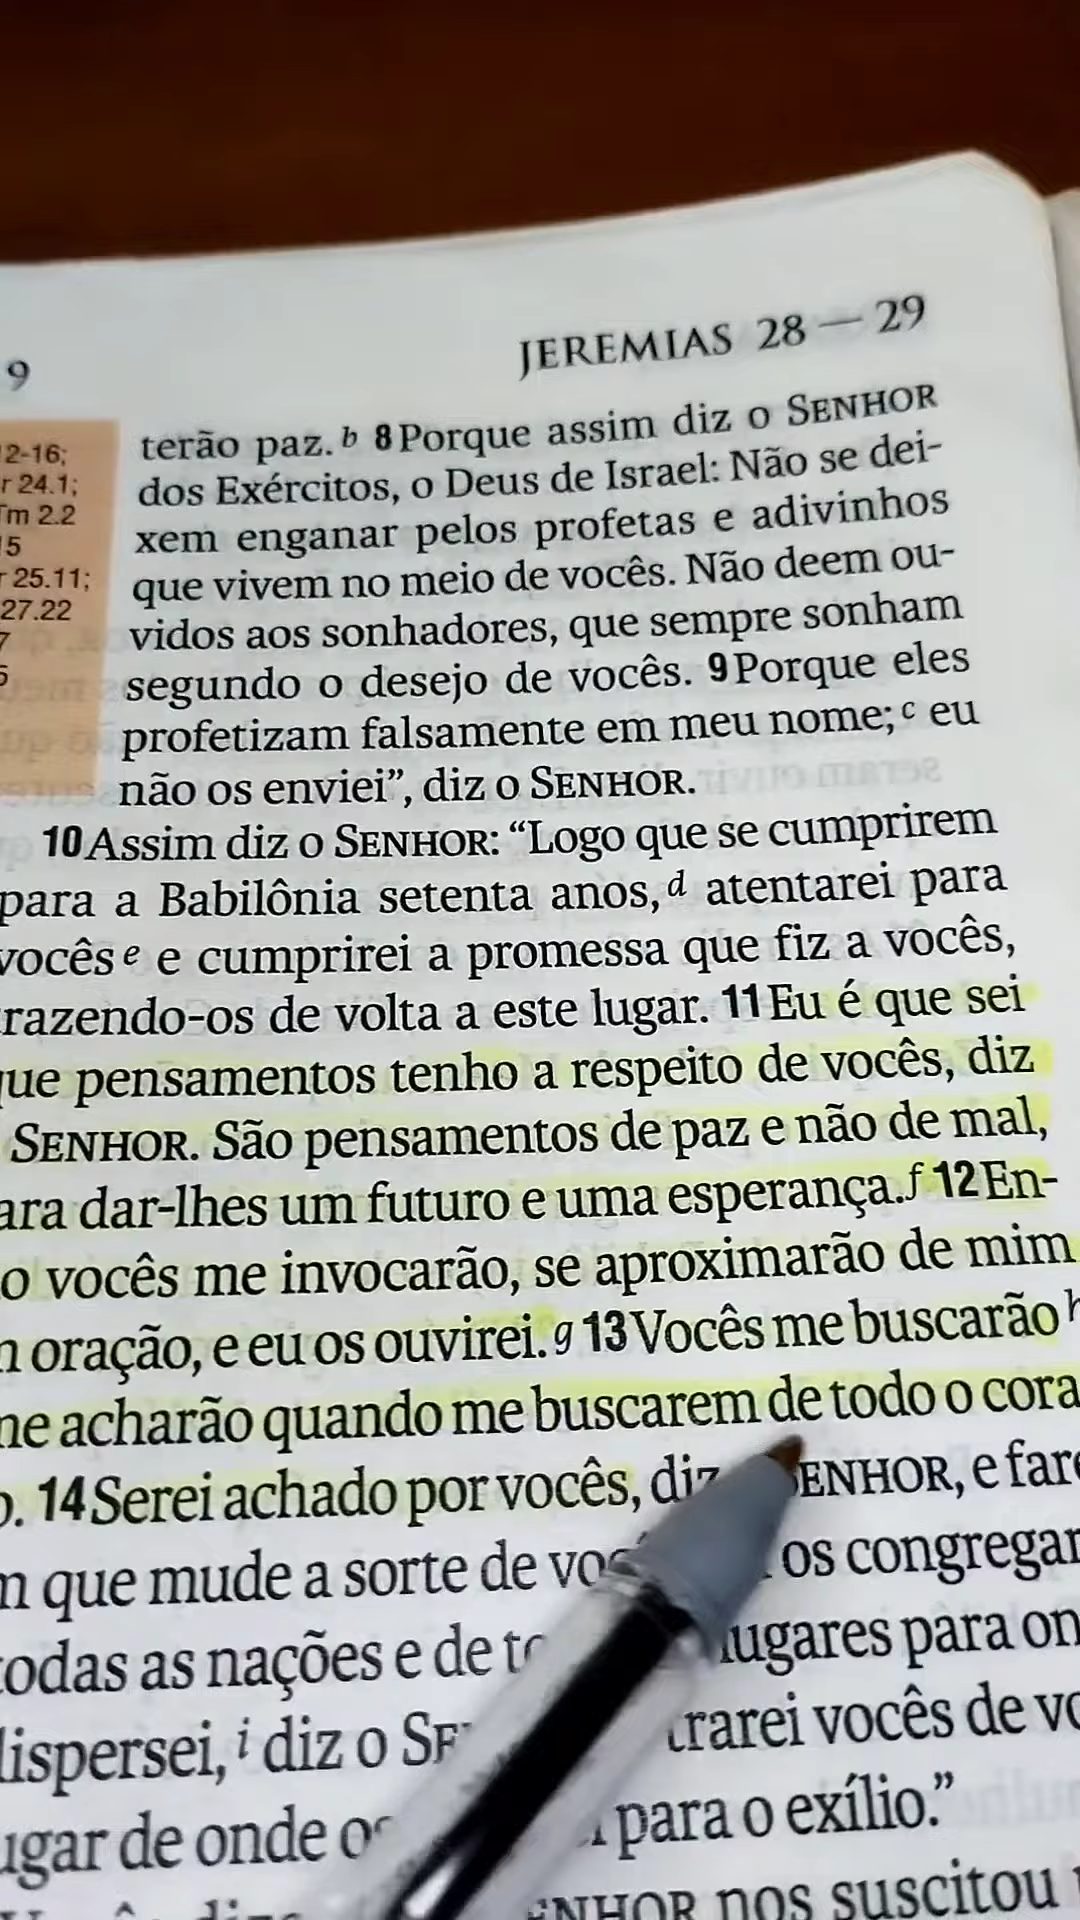 9
JEREMIAS 28 — 29
2-16;
r 24.1;
Tm 2.2
15
r 25.11;
27.22
7
5
terão paz. b 8 Porque assim diz o SENHOR
dos Exércitos, o Deus de Israel: Não se dei-
xem enganar pelos profetas e adivinhos
que vivem no meio de vocês. Não deem ou-
vidos aos sonhadores, que sempre sonham
segundo o desejo de vocês. 9 Porque eles
profetizam falsamente em meu nome; c eu
não os enviei”, diz o SENHOR.
10 Assim diz o SENHOR: “Logo que se cumprirem
para a Babilônia setenta anos, d atentarei para
vocês e e cumprirei a promessa que fiz a vocês,
razendo-os de volta a este lugar. 11 Eu é que sei
que pensamentos tenho a respeito de vocês, diz
SENHOR. São pensamentos de paz e não de mal,
ara dar-lhes um futuro e uma esperança. f 12 En-
o vocês me invocarão, se aproximarão de mim
m oração, e eu os ouvirei. g 13 Vocês me buscarão h
me acharão quando me buscarem de todo o cora
o. 14 Serei achado por vocês, diz SENHOR, e fare
m que mude a sorte de os congregar
todas as nações e de lugares para on
dispersei, i diz o trarei vocês de vo
ugar de onde para o exílio.”
ENHOR nos suscitou